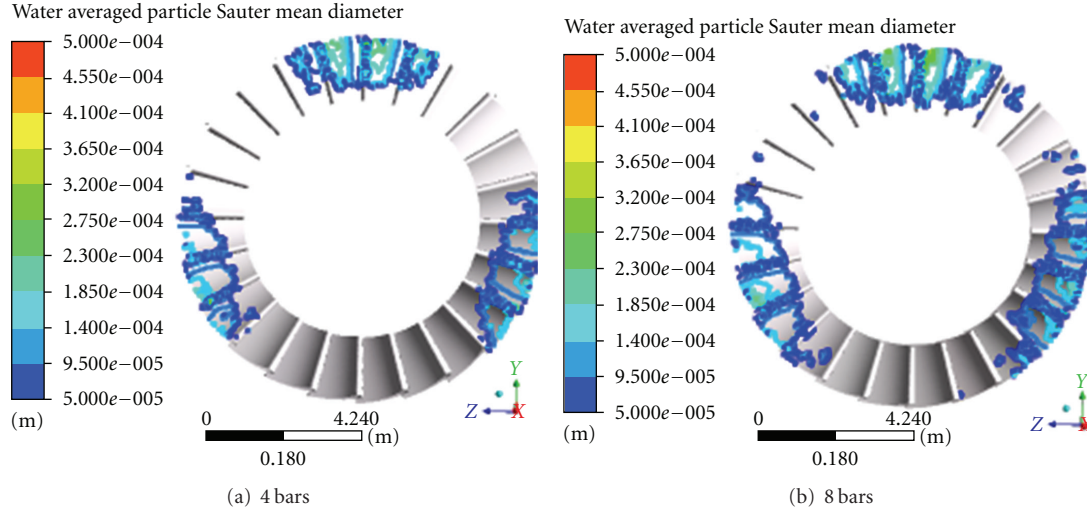 Water averaged particle Sauter mean diameter
5.000e−004
4.550e−004
4.100e−004
3.650e−004
3.200e−004
2.750e−004
2.300e−004
1.850e−004
1.400e−004
9.500e−005
5.000e−005
(m)
0 4.240
(m)
0.180
Y
Z X
(a) 4 bars
Water averaged particle Sauter mean diameter
5.000e−004
4.550e−004
4.100e−004
3.650e−004
3.200e−004
2.750e−004
2.300e−004
1.850e−004
1.400e−004
9.500e−005
5.000e−005
(m)
0 4.240
(m)
0.180
Y
Z
(b) 8 bars